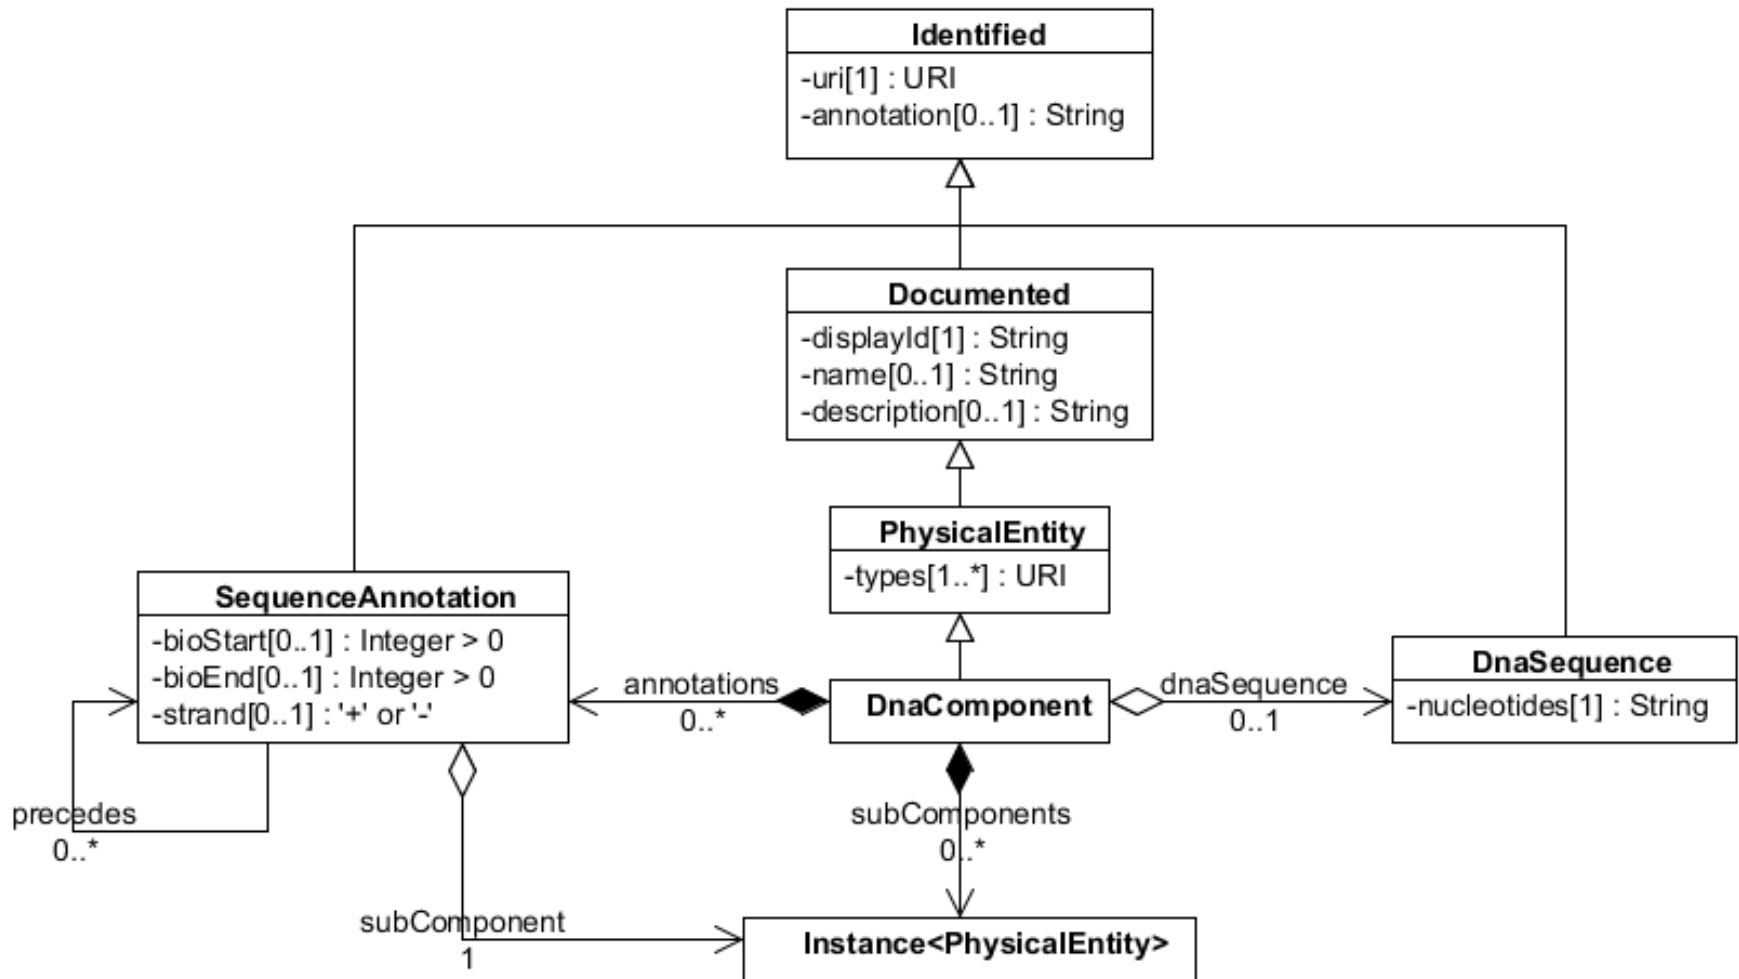 Identified
-uri[1] : URI
-annotation[0..1] : String
Documented
-displayId[1] : String
-name[0..1] : String
-description[0..1] : String
PhysicalEntity
-types[1..*] : URI
SequenceAnnotation
-bioStart[0..1] : Integer > 0
-bioEnd[0..1] : Integer > 0
-strand[0..1] : '+' or '-'
annotations
0..*
DnaComponent
dnaSequence
0..1
DnaSequence
-nucleotides[1] : String
precedes
0..*
subComponents
0..*
subComponent
1
Instance<PhysicalEntity>